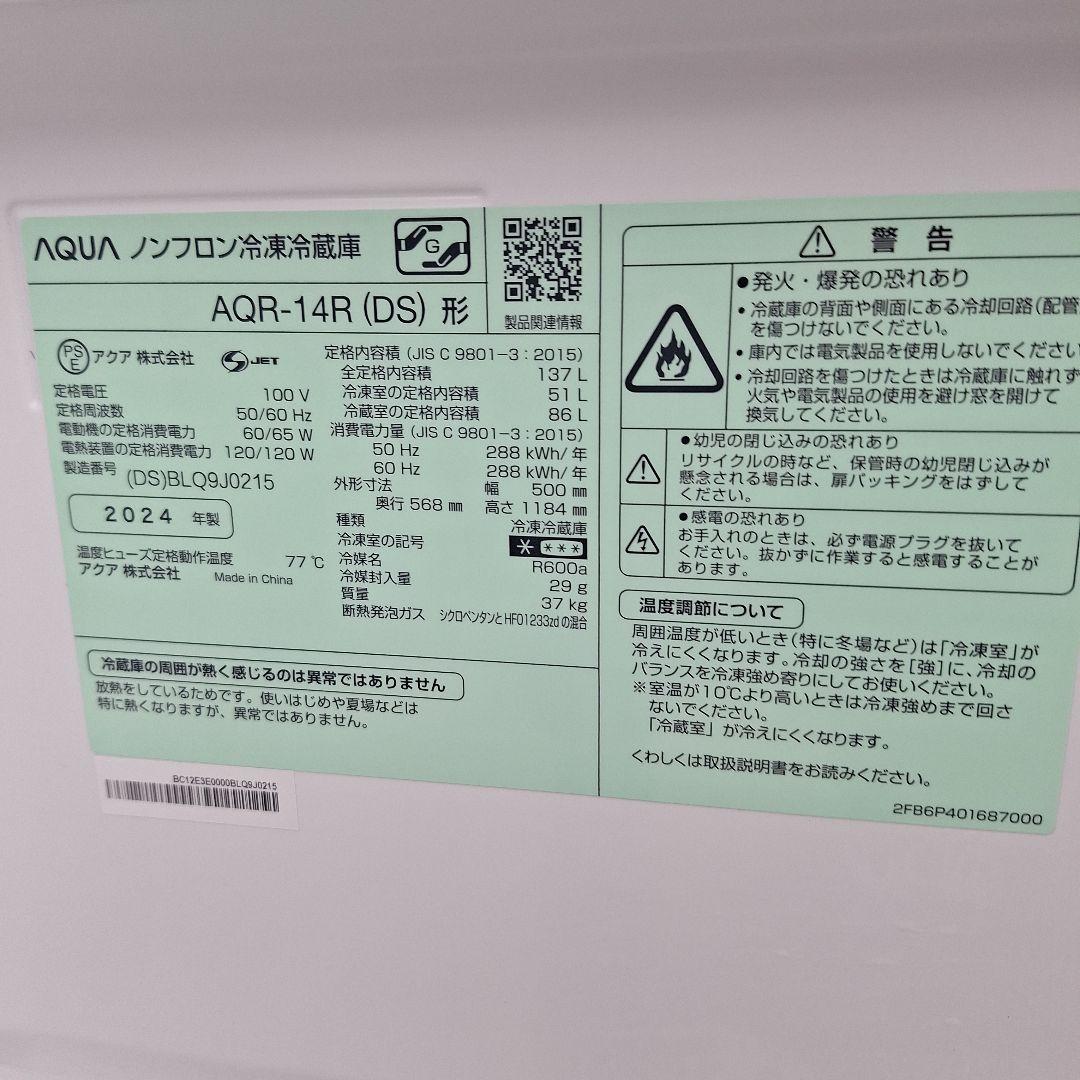 AQUA ノンフロン冷凍冷蔵庫
G
AQR-14R (DS) 形
製品関連情報
PSE アクア 株式会社 JET
定格電圧 100 V
定格周波数 50/60 Hz
電動機の定格消費電力 60/65 W
電熱装置の定格消費電力 120/120 W
製造番号
(DS)BLQ9J0215
2024 年製
温度ヒューズ定格動作温度 77 ℃
アクア 株式会社 Made in China
定格内容積 (JIS C 9801-3 : 2015)
全定格内容積 137 L
冷凍室の定格内容積 51 L
冷蔵室の定格内容積 86 L
消費電力量 (JIS C 9801-3 : 2015)
50 Hz 288 kWh/ 年
60 Hz 288 kWh/ 年
外形寸法 幅 500 ㎜
奥行 568 ㎜ 高さ 1184 ㎜
種類 冷凍冷蔵庫
冷凍室の記号 * ***
冷媒名 R600a
冷媒封入量 29 g
質量 37 kg
断熱発泡ガス シクロペンタンとHFO1233zdの混合
冷蔵庫の周囲が熱く感じるのは異常ではありません
放熱をしているためです。使いはじめや夏場などは
特に熱くなりますが、異常ではありません。
BC12E3E0000BLQ9J0215
警 告
●発火・爆発の恐れあり
・冷蔵庫の背面や側面にある冷却回路(配管
を傷つけないでください。
・庫内では電気製品を使用しないでください
・冷却回路を傷つけたときは冷蔵庫に触れず
火気や電気製品の使用を避け窓を開けて
換気してください。
●幼児の閉じ込みの恐れあり
リサイクルの時など、保管時の幼児閉じ込みが
懸念される場合は、扉パッキングをはずして
ください。
●感電の恐れあり
お手入れのときは、必ず電源プラグを抜いて
ください。抜かずに作業すると感電することが
あります。
温度調節について
周囲温度が低いとき(特に冬場など)は「冷凍室」が
冷えにくくなります。冷却の強さを[強]に、冷却の
バランスを冷凍強め寄りにしてお使いください。
※室温が10℃より高いときは冷凍強めまで回さ
ないでください。
「冷蔵室」が冷えにくくなります。
くわしくは取扱説明書をお読みください。
2FB6P401687000